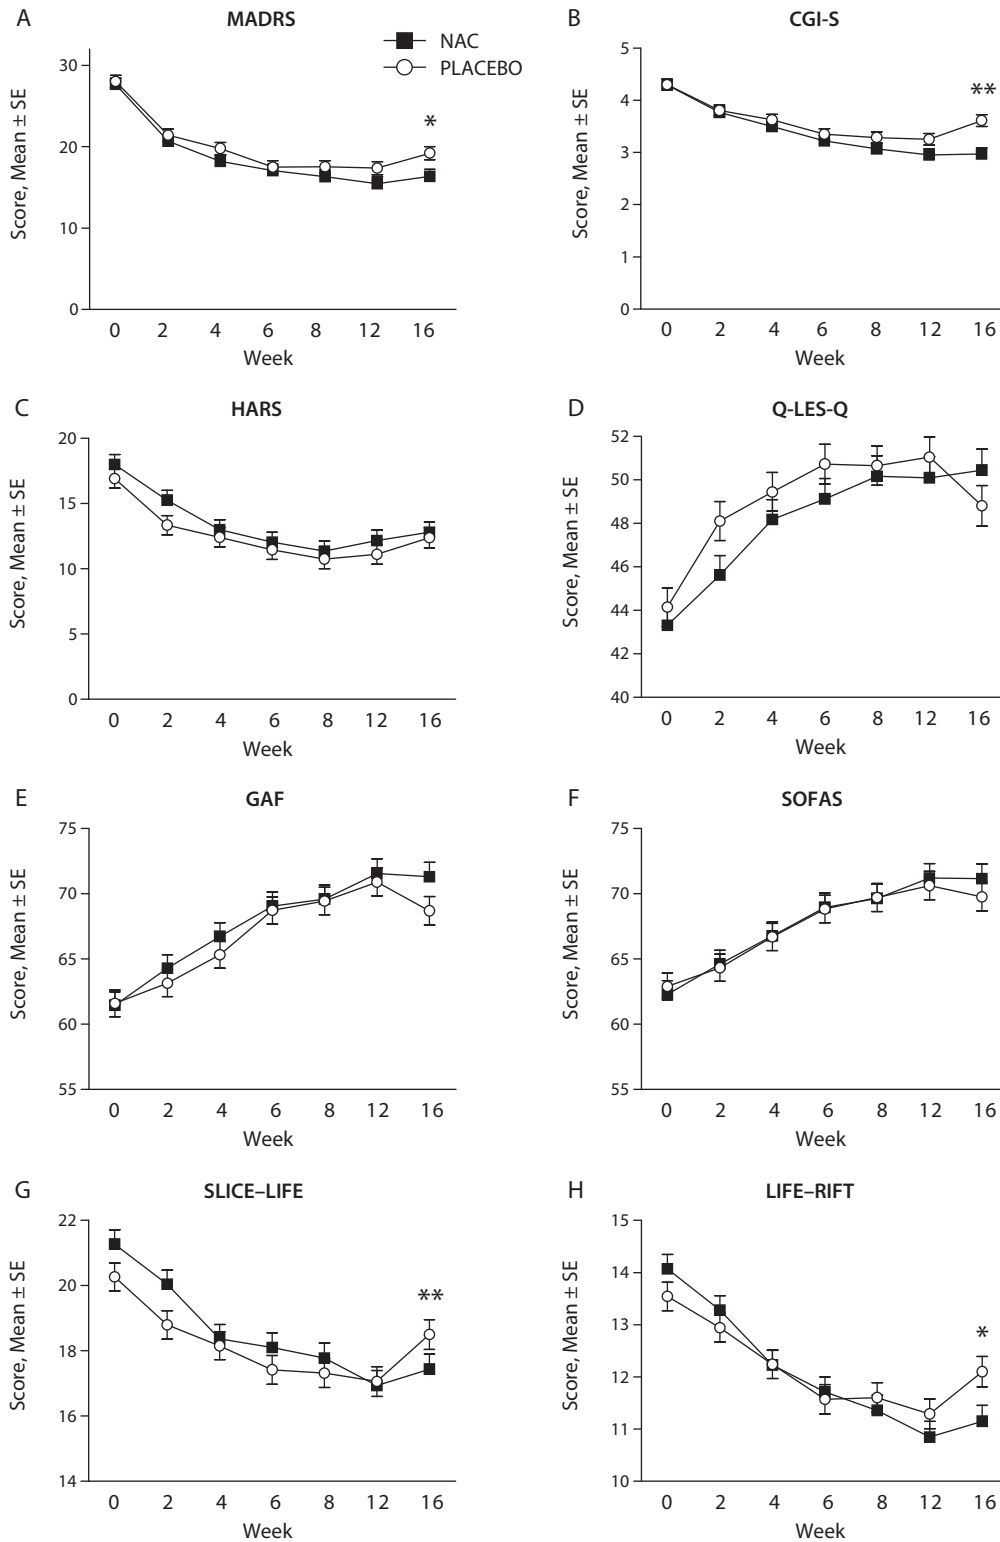 A
MADRS
NAC
PLACEBO
Score, Mean ± SE
30
20
10
0
*
0 2 4 6 8 12 16
Week
B
CGI-S
Score, Mean ± SE
5
4
3
2
1
0
**
0 2 4 6 8 12 16
Week
C
HARS
Score, Mean ± SE
20
15
10
5
0
0 2 4 6 8 12 16
Week
D
Q-LES-Q
Score, Mean ± SE
52
50
48
46
44
42
40
0 2 4 6 8 12 16
Week
E
GAF
Score, Mean ± SE
75
70
65
60
55
0 2 4 6 8 12 16
Week
F
SOFAS
Score, Mean ± SE
75
70
65
60
55
0 2 4 6 8 12 16
Week
G
SLICE–LIFE
Score, Mean ± SE
22
20
18
16
14
**
0 2 4 6 8 12 16
Week
H
LIFE–RIFT
Score, Mean ± SE
15
14
13
12
11
10
*
0 2 4 6 8 12 16
Week